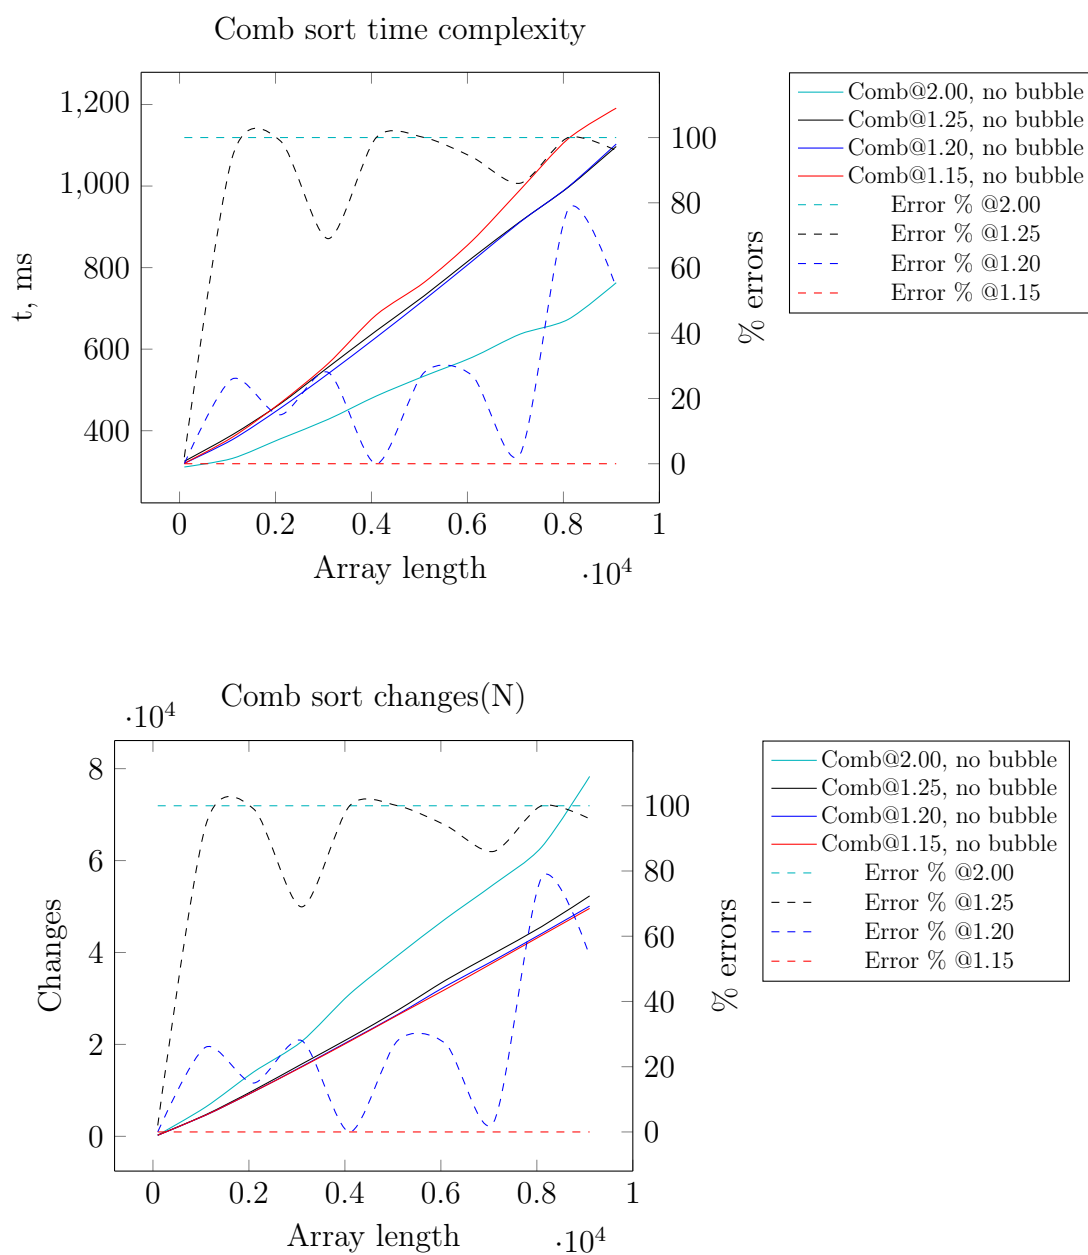 Comb sort time complexity
1,200
1,000
800
600
400
t, ms
0
0.2
0.4
0.6
0.8
1
Array length
·10⁴
100
80
60
40
20
0
% errors
Comb@2.00, no bubble
Comb@1.25, no bubble
Comb@1.20, no bubble
Comb@1.15, no bubble
Error % @2.00
Error % @1.25
Error % @1.20
Error % @1.15
Comb sort changes(N)
·10⁴
8
6
4
2
0
Changes
0
0.2
0.4
0.6
0.8
1
Array length
·10⁴
100
80
60
40
20
0
% errors
Comb@2.00, no bubble
Comb@1.25, no bubble
Comb@1.20, no bubble
Comb@1.15, no bubble
Error % @2.00
Error % @1.25
Error % @1.20
Error % @1.15